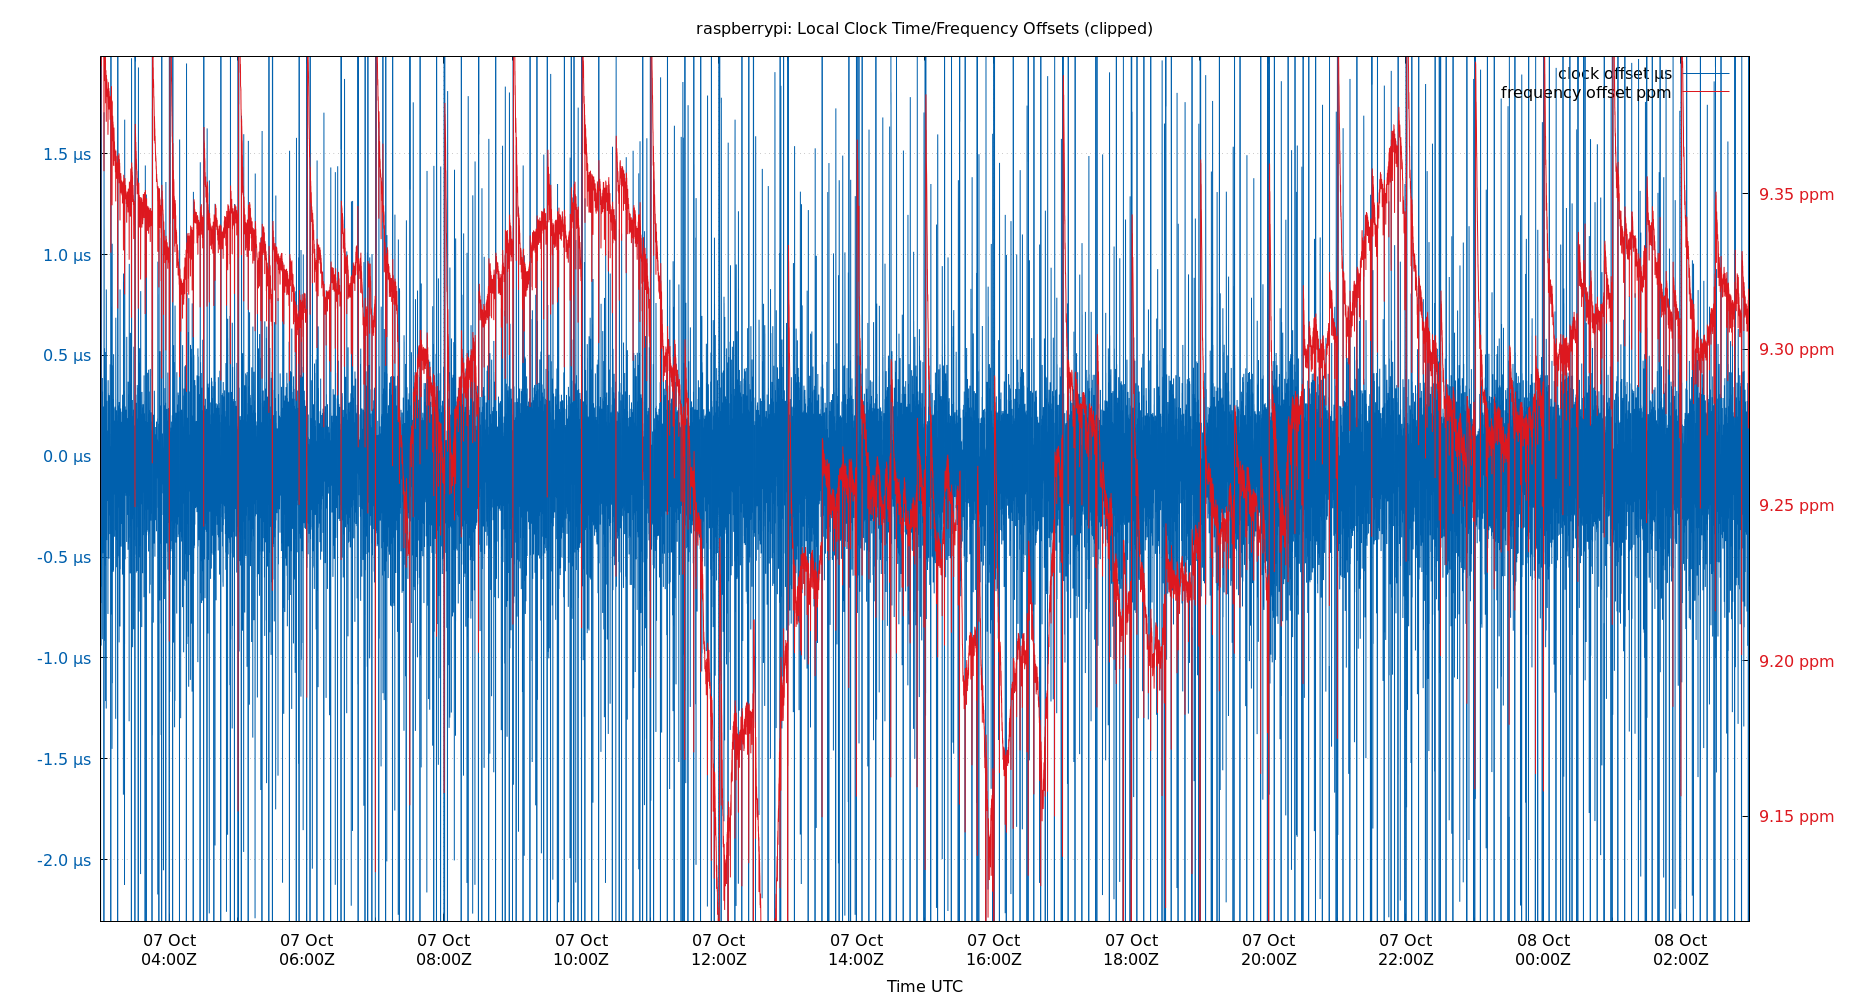 raspberrypi: Local Clock Time/Frequency Offsets (clipped)
clock offset µs
frequency offset ppm
1.5 µs
1.0 µs
0.5 µs
0.0 µs
-0.5 µs
-1.0 µs
-1.5 µs
-2.0 µs
9.35 ppm
9.30 ppm
9.25 ppm
9.20 ppm
9.15 ppm
07 Oct 07 Oct 07 Oct 07 Oct 07 Oct 07 Oct 07 Oct 07 Oct 07 Oct 07 Oct 08 Oct 08 Oct
04:00Z 06:00Z 08:00Z 10:00Z 12:00Z 14:00Z 16:00Z 18:00Z 20:00Z 22:00Z 00:00Z 02:00Z
Time UTC